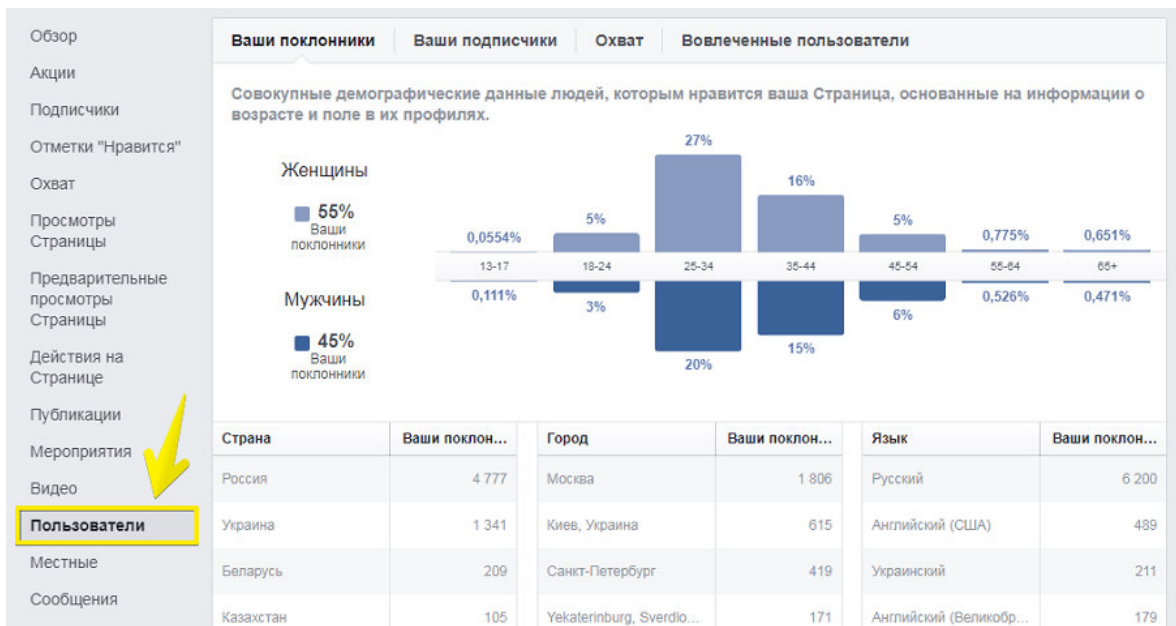 Обзор
Акции
Подписчики
Отметки "Нравится"
Охват
Просмотры
Страницы
Предварительные
просмотры
Страницы
Действия на
Странице
Публикации
Мероприятия
Видео
Пользователи
Местные
Сообщения
Ваши поклонники Ваши подписчики Охват Вовлеченные пользователи
Совокупные демографические данные людей, которым нравится ваша Страница, основанные на информации о
возрасте и поле в их профилях.
Женщины
55%
Ваши
поклонники
0,0554% 5% 27% 16% 5% 0,775% 0,651%
13-17 18-24 25-34 35-44 45-54 55-64 65+
Мужчины
45%
Ваши
поклонники
0,111% 3% 20% 15% 6% 0,526% 0,471%
Страна Ваши поклон... Город Ваши поклон... Язык Ваши поклон...
Россия 4 777 Москва 1 806 Русский 6 200
Украина 1 341 Киев, Украина 615 Английский (США) 489
Беларусь 209 Санкт-Петербург 419 Украинский 211
Казахстан 105 Yekaterinburg, Sverdlo... 171 Английский (Великобр... 179